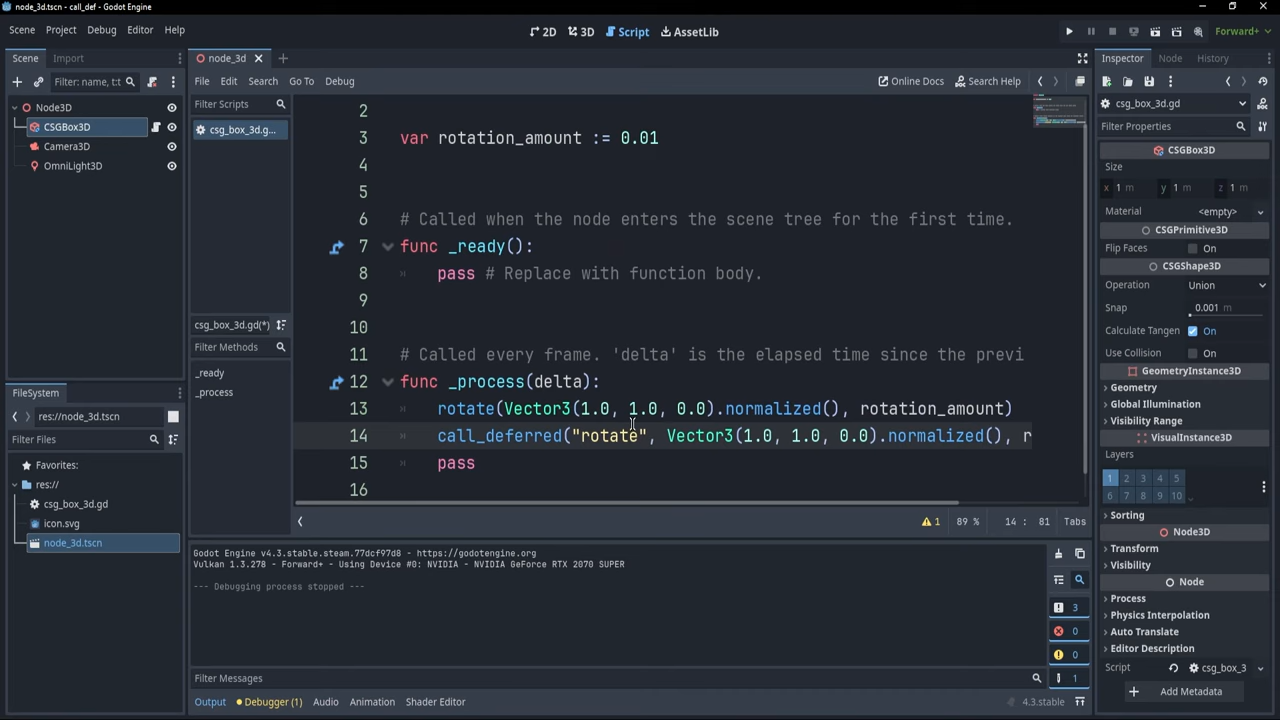 node_3d.tscn - call_def - Godot Engine
Scene Project Debug Editor Help
2D 3D Script AssetLib
Forward+
Scene Import
Filter: name, t:t
Node3D
CSGBox3D
Camera3D
OmniLight3D
FileSystem
res://node_3d.tscn
Filter Files
Favorites:
res://
csg_box_3d.gd
icon.svg
node_3d.tscn
node_3d
File Edit Search Go To Debug
Online Docs Search Help
Filter Scripts
csg_box_3d.g...
csg_box_3d.gd(*)
Filter Methods
_ready
_process
2
3 var rotation_amount := 0.01
4
5
6 # Called when the node enters the scene tree for the first time.
7 func _ready():
8 pass # Replace with function body.
9
10
11 # Called every frame. 'delta' is the elapsed time since the previ
12 func _process(delta):
13 rotate(Vector3(1.0, 1.0, 0.0).normalized(), rotation_amount)
14 call_deferred("rotate", Vector3(1.0, 1.0, 0.0).normalized(), r
15 pass
16
1 89 % 14 : 81 Tabs
Godot Engine v4.3.stable.steam.77dcf97d8 - https://godotengine.org
Vulkan 1.3.278 - Forward+ - Using Device #0: NVIDIA - NVIDIA GeForce RTX 2070 SUPER
--- Debugging process stopped ---
3
0
0
1
Filter Messages
Output Debugger (1) Audio Animation Shader Editor
4.3.stable
Inspector Node History
csg_box_3d.gd
Filter Properties
CSGBox3D
Size
x 1 m y 1 m z 1 m
Material <empty>
CSGPrimitive3D
Flip Faces On
CSGShape3D
Operation Union
Snap 0.001 m
Calculate Tangen On
Use Collision On
GeometryInstance3D
Geometry
Global Illumination
Visibility Range
VisualInstance3D
Layers
1 2 3 4 5
6 7 8 9 10
Sorting
Node3D
Transform
Visibility
Node
Process
Physics Interpolation
Auto Translate
Editor Description
Script csg_box_3
Add Metadata